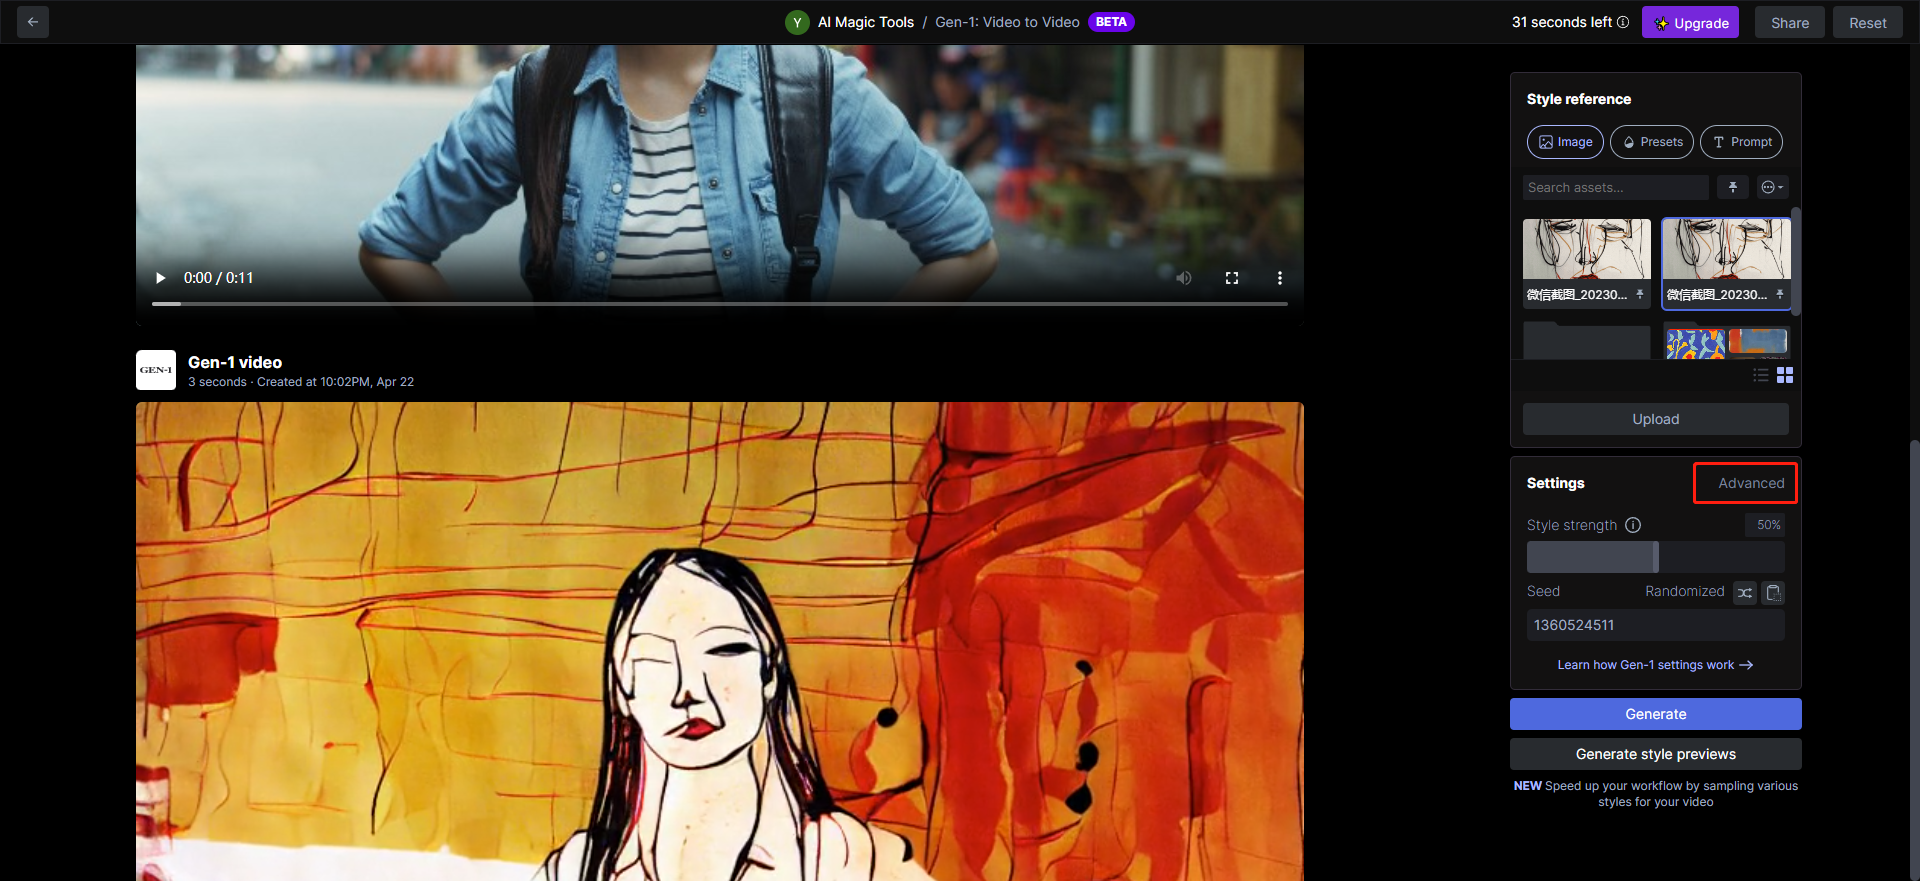 Y AI Magic Tools / Gen-1: Video to Video BETA
31 seconds left
Upgrade
Share
Reset
0:00 / 0:11
GEN-1
Gen-1 video
3 seconds · Created at 10:02PM, Apr 22
Style reference
Image
Presets
Prompt
Search assets...
微信截图_20230...
微信截图_20230...
Upload
Settings
Advanced
Style strength
50%
Seed
Randomized
1360524511
Learn how Gen-1 settings work →
Generate
Generate style previews
NEW Speed up your workflow by sampling various
styles for your video